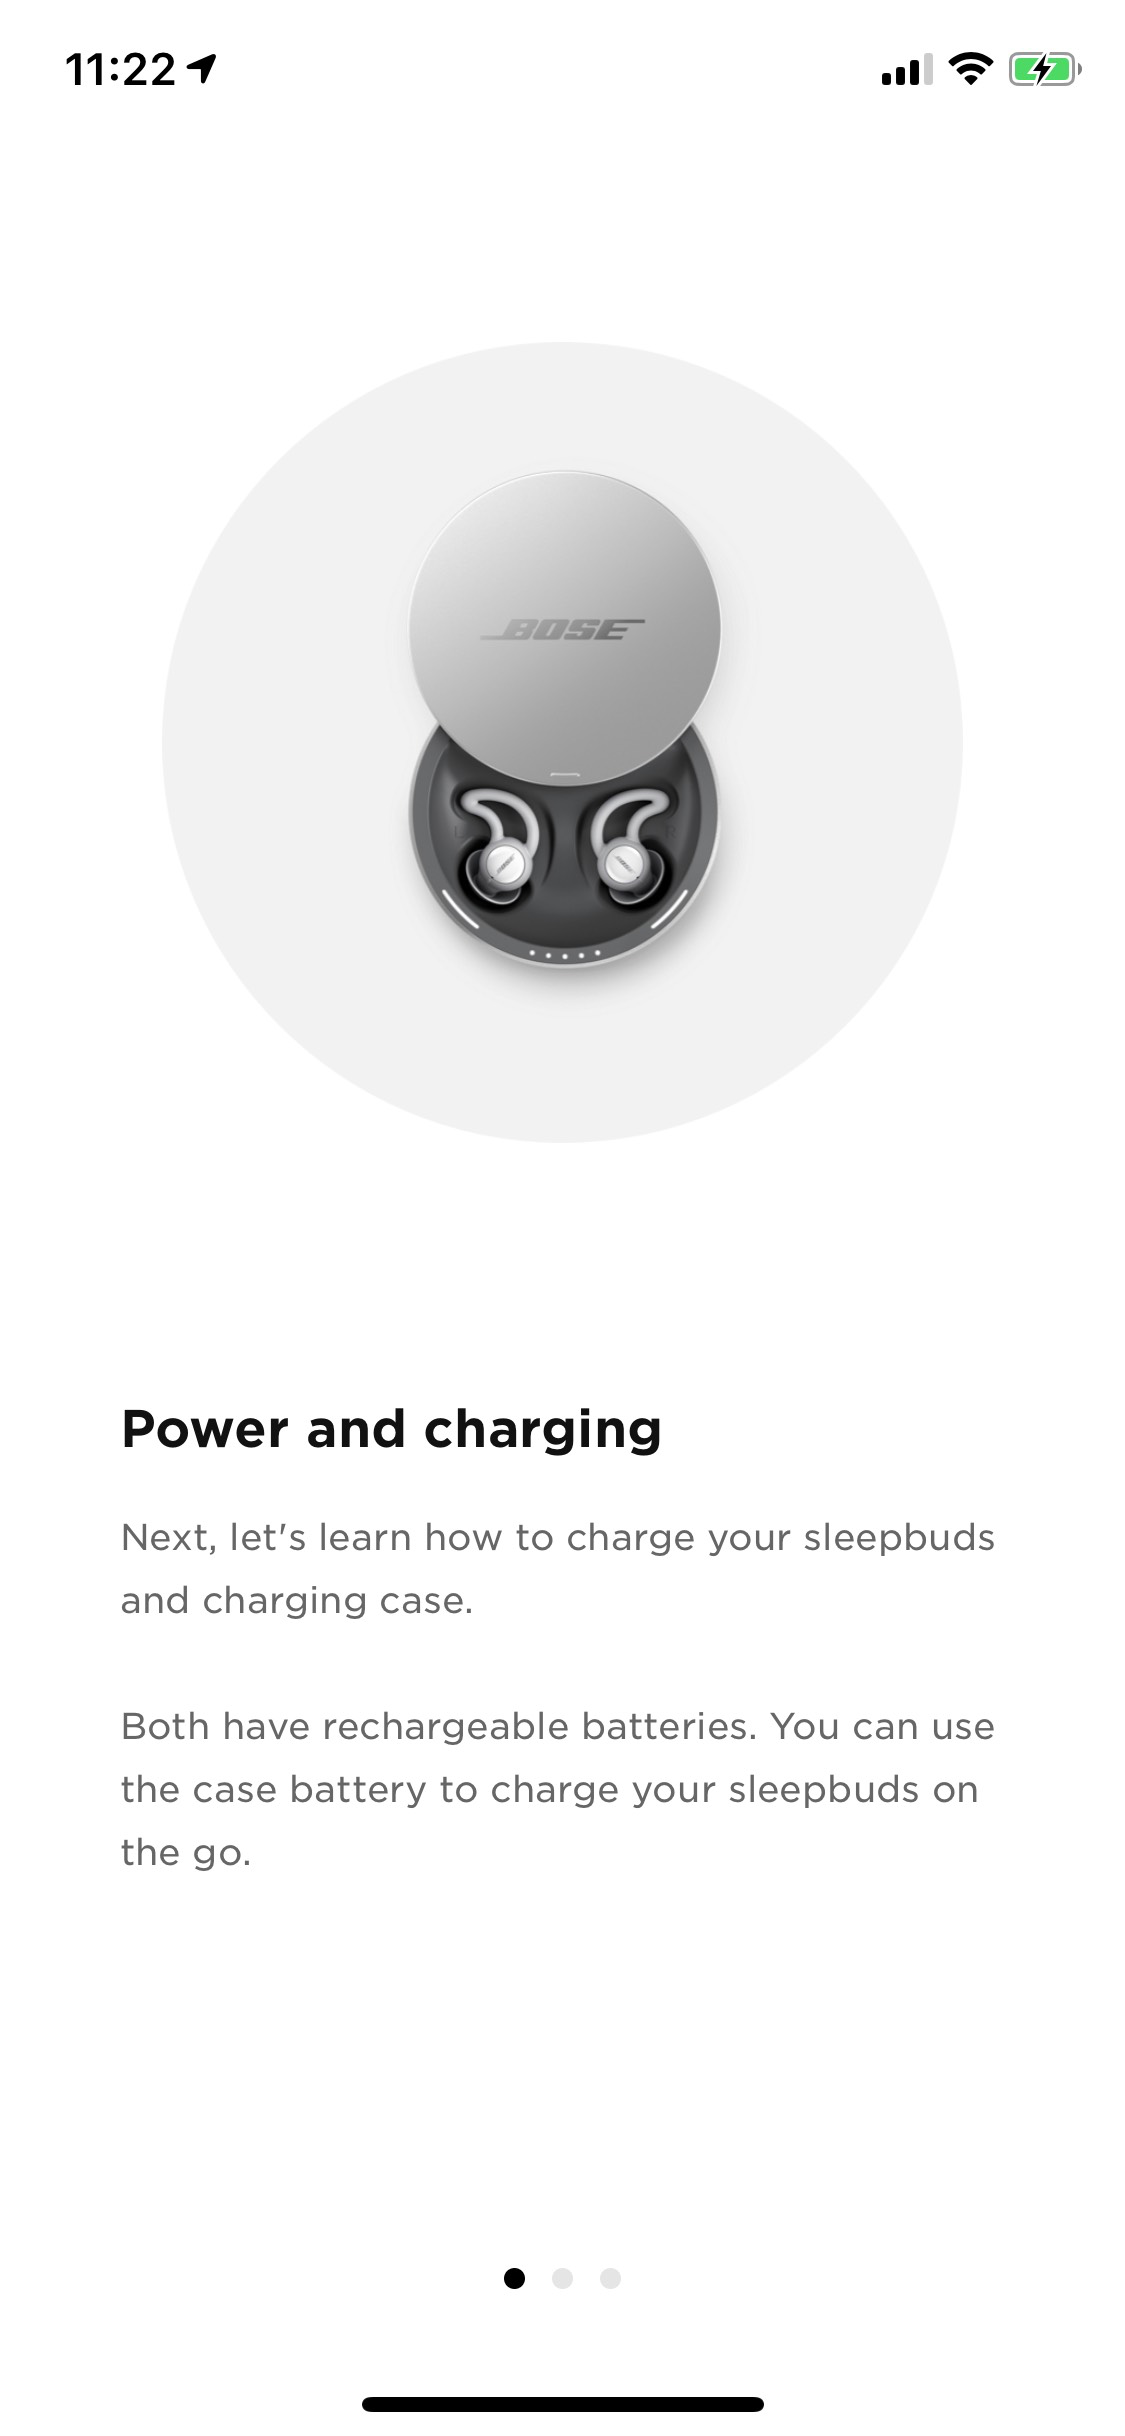 11:22
BOSE
L R
Power and charging
Next, let's learn how to charge your sleepbuds
and charging case.
Both have rechargeable batteries. You can use
the case battery to charge your sleepbuds on
the go.